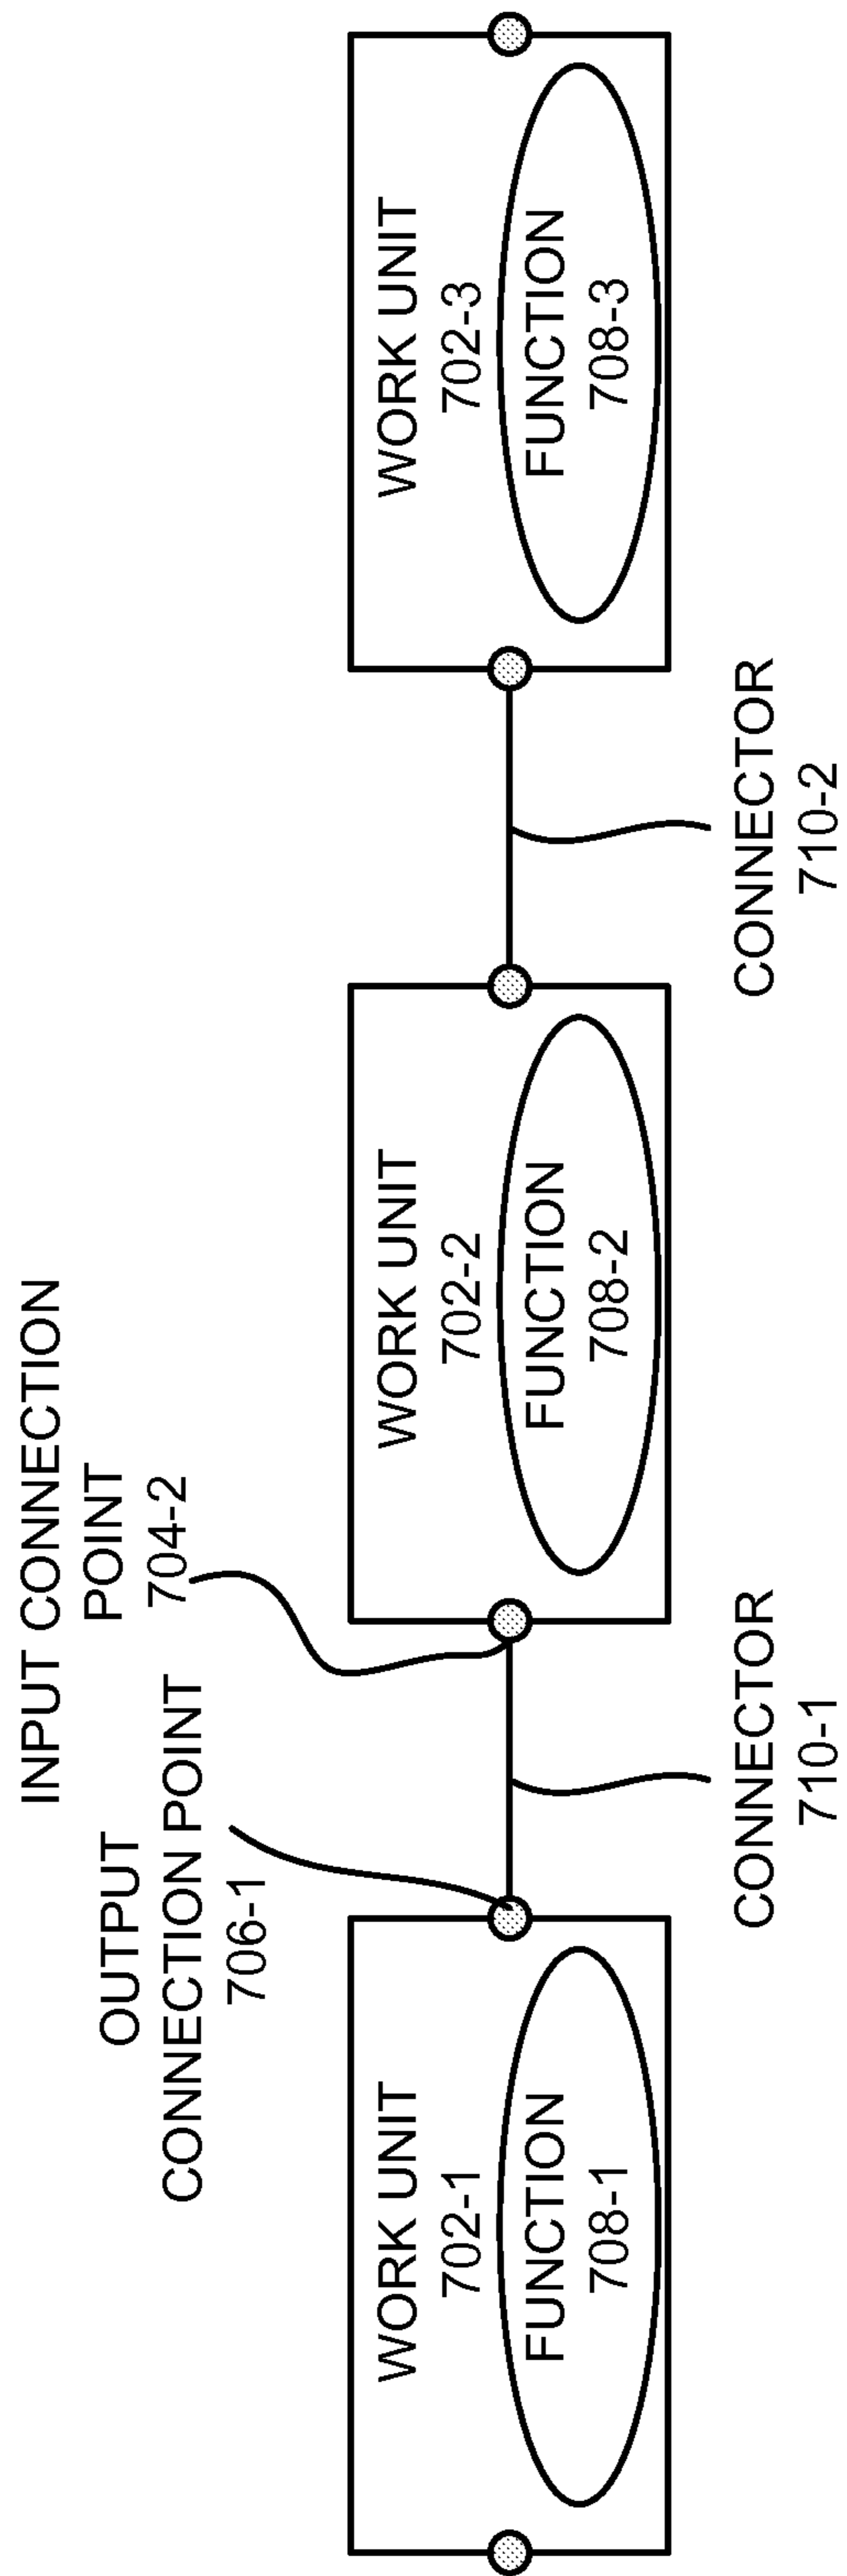 INPUT CONNECTION
POINT
704-2
OUTPUT
CONNECTION POINT
706-1
WORK UNIT
702-1
FUNCTION
708-1
WORK UNIT
702-2
FUNCTION
708-2
WORK UNIT
702-3
FUNCTION
708-3
CONNECTOR
710-1
CONNECTOR
710-2